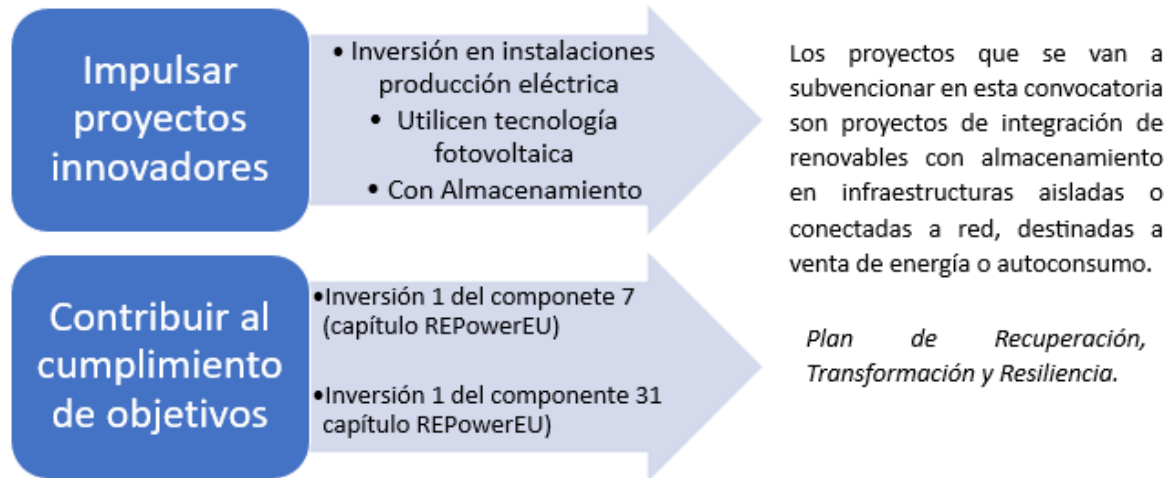 Impulsar
proyectos
innovadores
• Inversión en instalaciones
producción eléctrica
• Utilicen tecnología
fotovoltaica
• Con Almacenamiento
Contribuir al
cumplimiento
de objetivos
•Inversión 1 del componete 7
(capítulo REPowerEU)
•Inversión 1 del componente 31
capítulo REPowerEU)
Los proyectos que se van a
subvencionar en esta convocatoria
son proyectos de integración de
renovables con almacenamiento
en infraestructuras aisladas o
conectadas a red, destinadas a
venta de energía o autoconsumo.
Plan de Recuperación,
Transformación y Resiliencia.